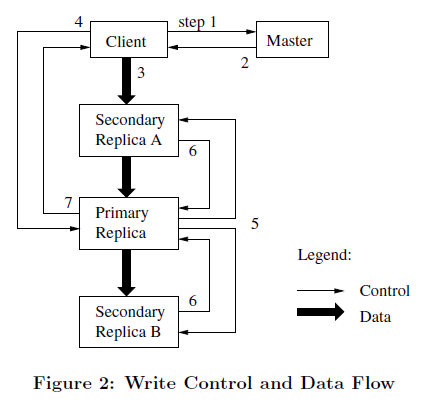 4
step 1
Client
Master
2
3
Secondary
Replica A
6
7
Primary
Replica
5
Legend:
Control
6
Secondary
Replica B
Data
Figure 2: Write Control and Data Flow